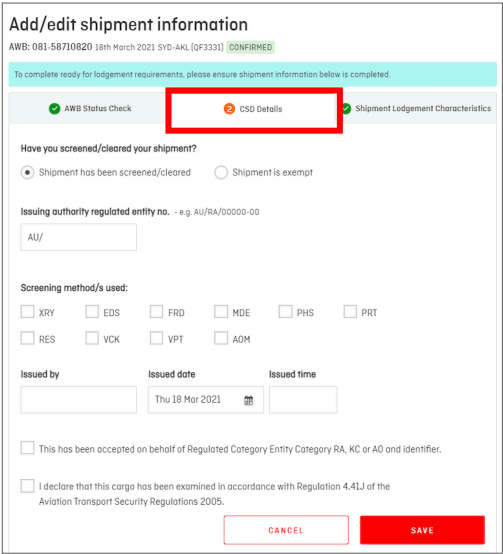 Add/edit shipment information
AWB: 081-58710820 18th March 2021 SYD-AKL (QF3331) CONFIRMED
To complete ready for lodgement requirements, please ensure shipment information below is completed.
AWB Status Check 2 CSD Details Shipment Lodgement Characteristics
Have you screened/cleared your shipment?
Shipment has been screened/cleared Shipment is exempt
Issuing authority regulated entity no. - e.g. AU/RA/00000-00
AU/
Screening method/s used:
XRY EDS FRD MDE PHS PRT
RES VCK VPT AOM
Issued by Issued date Issued time
Thu 18 Mar 2021
This has been accepted on behalf of Regulated Category Entity Category RA, KC or AO and identifier.
I declare that this cargo has been examined in accordance with Regulation 4.41J of the
Aviation Transport Security Regulations 2005.
CANCEL SAVE